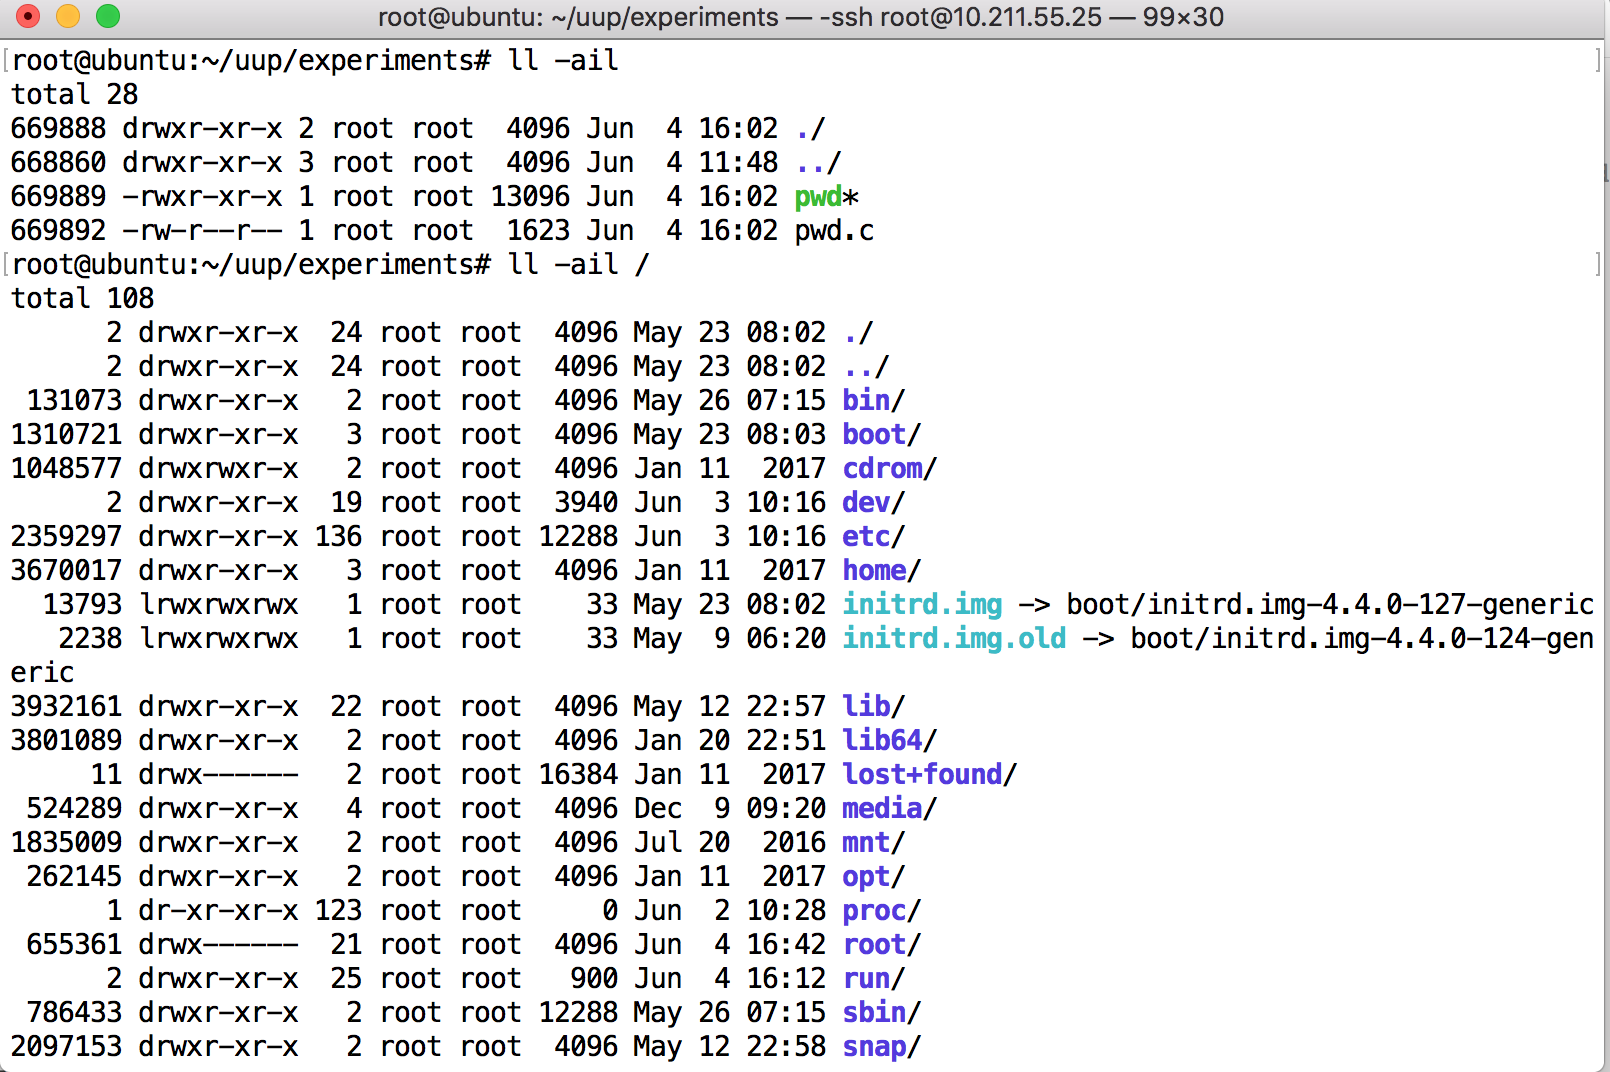 root@ubuntu: ~/uup/experiments — -ssh root@10.211.55.25 — 99×30
[root@ubuntu:~/uup/experiments# ll -ail ]
total 28
669888 drwxr-xr-x 2 root root  4096 Jun  4 16:02 ./
668860 drwxr-xr-x 3 root root  4096 Jun  4 11:48 ../
669889 -rwxr-xr-x 1 root root 13096 Jun  4 16:02 pwd*
669892 -rw-r--r-- 1 root root  1623 Jun  4 16:02 pwd.c
[root@ubuntu:~/uup/experiments# ll -ail / ]
total 108
      2 drwxr-xr-x  24 root root  4096 May 23 08:02 ./
      2 drwxr-xr-x  24 root root  4096 May 23 08:02 ../
 131073 drwxr-xr-x   2 root root  4096 May 26 07:15 bin/
1310721 drwxr-xr-x   3 root root  4096 May 23 08:03 boot/
1048577 drwxrwxr-x   2 root root  4096 Jan 11  2017 cdrom/
      2 drwxr-xr-x  19 root root  3940 Jun  3 10:16 dev/
2359297 drwxr-xr-x 136 root root 12288 Jun  3 10:16 etc/
3670017 drwxr-xr-x   3 root root  4096 Jan 11  2017 home/
  13793 lrwxrwxrwx   1 root root    33 May 23 08:02 initrd.img -> boot/initrd.img-4.4.0-127-generic
   2238 lrwxrwxrwx   1 root root    33 May  9 06:20 initrd.img.old -> boot/initrd.img-4.4.0-124-gen
eric
3932161 drwxr-xr-x  22 root root  4096 May 12 22:57 lib/
3801089 drwxr-xr-x   2 root root  4096 Jan 20 22:51 lib64/
     11 drwx------   2 root root 16384 Jan 11  2017 lost+found/
 524289 drwxr-xr-x   4 root root  4096 Dec  9 09:20 media/
1835009 drwxr-xr-x   2 root root  4096 Jul 20  2016 mnt/
 262145 drwxr-xr-x   2 root root  4096 Jan 11  2017 opt/
      1 dr-xr-xr-x 123 root root     0 Jun  2 10:28 proc/
 655361 drwx------  21 root root  4096 Jun  4 16:42 root/
      2 drwxr-xr-x  25 root root   900 Jun  4 16:12 run/
 786433 drwxr-xr-x   2 root root 12288 May 26 07:15 sbin/
2097153 drwxr-xr-x   2 root root  4096 May 12 22:58 snap/